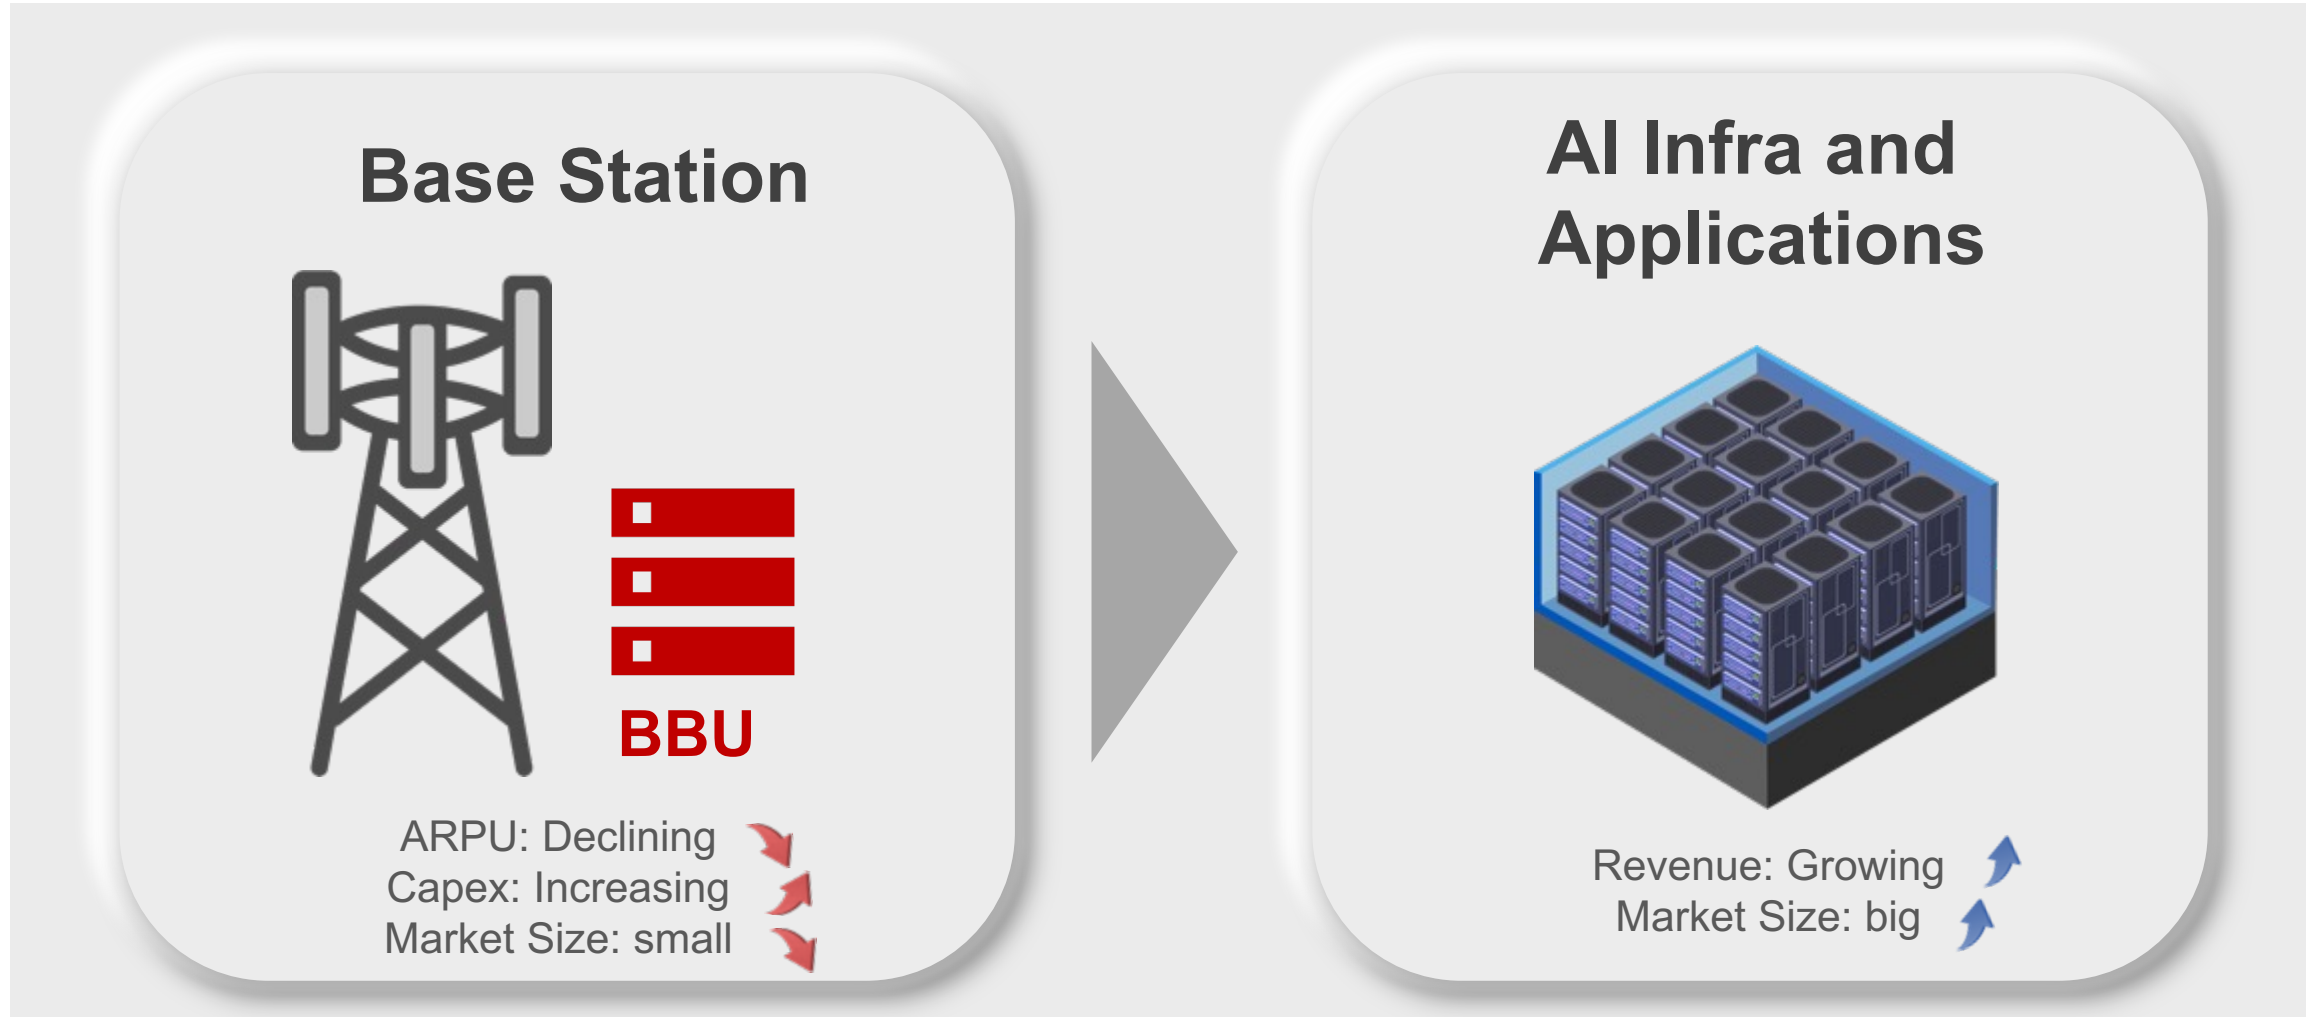 Base Station
BBU
ARPU: Declining
Capex: Increasing
Market Size: small
AI Infra and
Applications
Revenue: Growing
Market Size: big